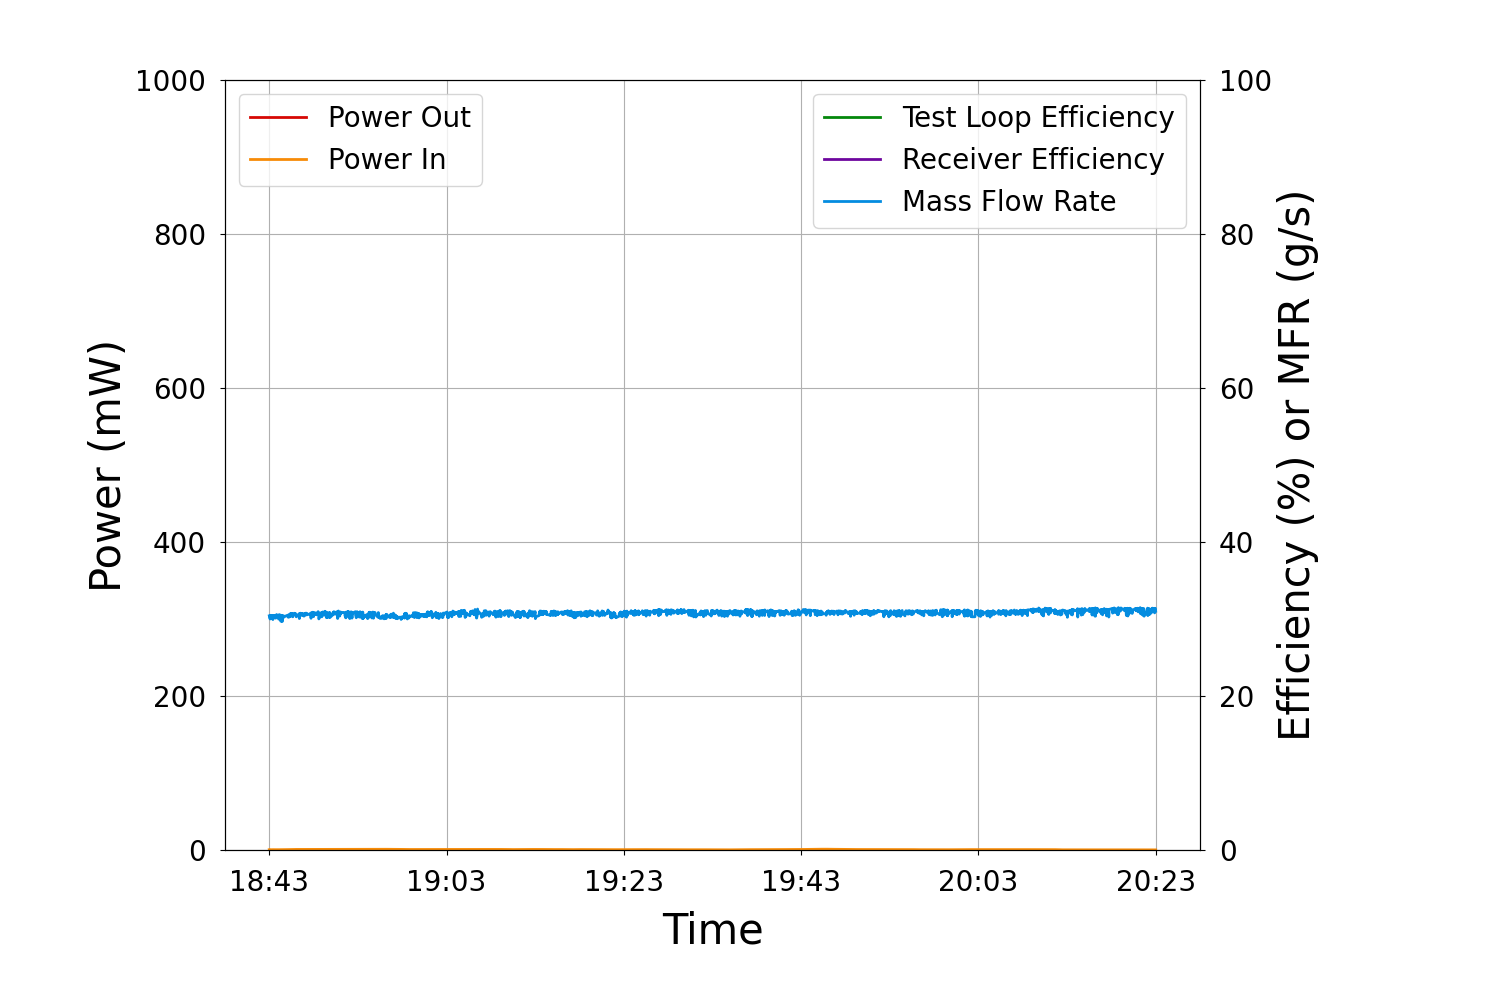 1000
800
600
400
200
0
Power (mW)
Power Out
Power In
Test Loop Efficiency
Receiver Efficiency
Mass Flow Rate
100
80
60
40
20
0
Efficiency (%) or MFR (g/s)
18:43 19:03 19:23 19:43 20:03 20:23
Time